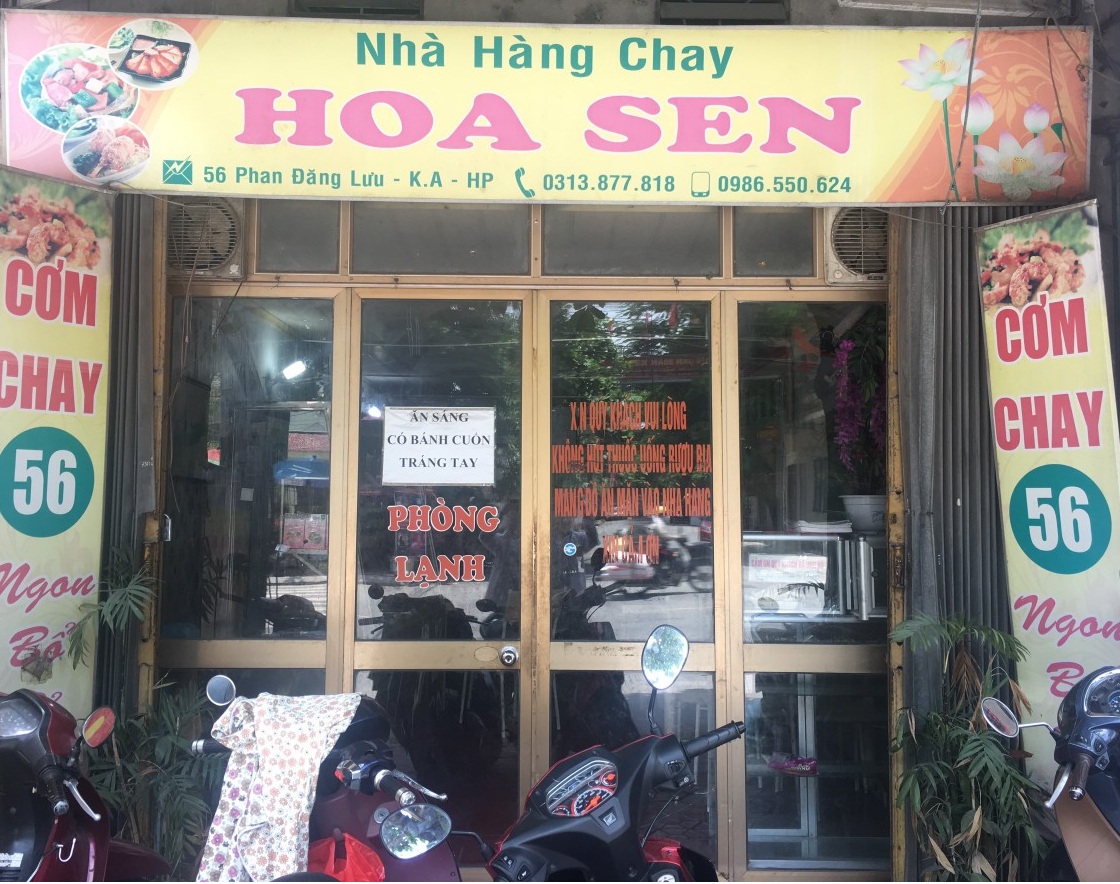 Nhà Hàng Chay
HOA SEN
56 Phan Đăng Lưu - K.A - HP
0313.877.818
0986.550.624
CƠM
CHAY
56
Ngon
Bổ
ĂN SÁNG
CÓ BÁNH CUỐN
TRÁNG TAY
PHÒNG
LẠNH
X N QUÝ KHÁCH VUI LÒNG
KHÔNG HÚT THUỐC UỐNG RƯỢU BIA
MANG ĐỒ ĂN MẶN VÀO NHÀ HÀNG
CƠM
CHAY
56
Ngon